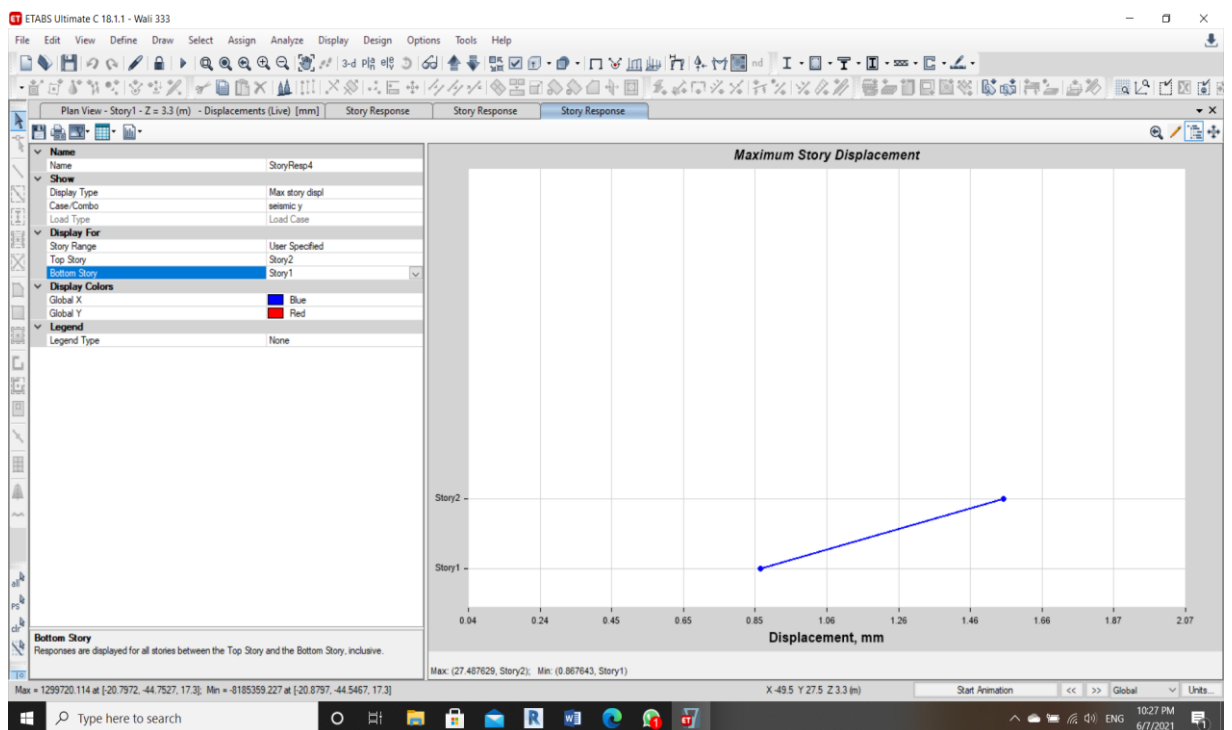 ETABS Ultimate C 18.1.1 - Wali 333
File Edit View Define Draw Select Assign Analyze Display Design Options Tools Help
3-d
nd
Plan View - Story1 - Z = 3.3 (m) - Displacements (Live) [mm] Story Response Story Response Story Response
Name
Name StoryResp4
Show
Display Type Max story displ
Case/Combo seismic y
Load Type Load Case
Display For
Story Range User Specified
Top Story Story2
Bottom Story Story1
Display Colors
Global X Blue
Global Y Red
Legend
Legend Type None
all
ps
clr
Bottom Story
Responses are displayed for all stories between the Top Story and the Bottom Story, inclusive.
Maximum Story Displacement
Story2
Story1
0.04 0.24 0.45 0.65 0.85 1.06 1.26 1.46 1.66 1.87 2.07
Displacement, mm
Max: (27.487629, Story2); Min: (0.867643, Story1)
Max = 1299720.114 at [-20.7972, -44.7527, 17.3]; Min = -8185359.227 at [-20.8797, -44.5467, 17.3] X -49.5 Y 27.5 Z 3.3 (m) Start Animation << >> Global Units...
Type here to search
ENG
10:27 PM
6/7/2021